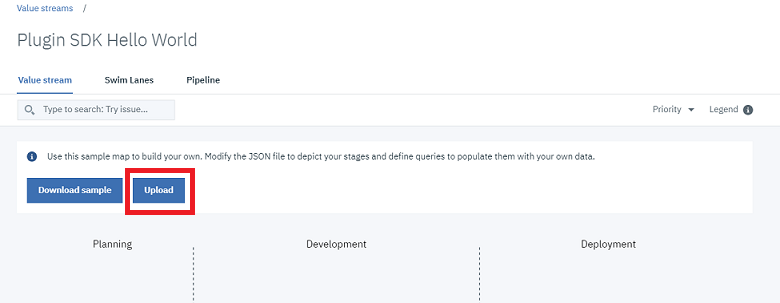 Value streams /
Plugin SDK Hello World
Value stream Swim Lanes Pipeline
Type to search: Try issue... Priority Legend
Use this sample map to build your own. Modify the JSON file to depict your stages and define queries to populate them with your own data.
Download sample Upload
Planning Development Deployment